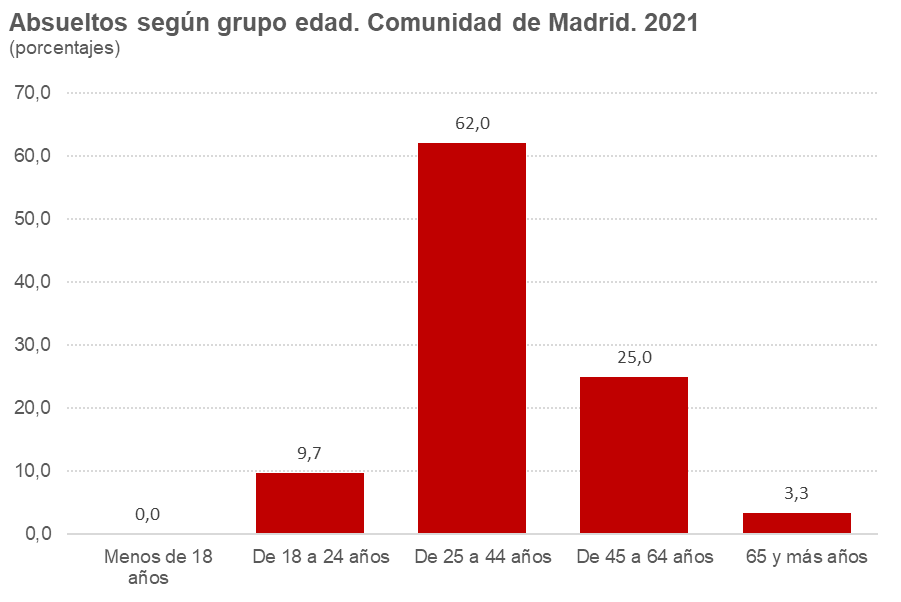 Absueltos según grupo edad. Comunidad de Madrid. 2021
(porcentajes)
70,0
62,0
60,0
50,0
40,0
30,0
25,0
20,0
9,7
10,0
3,3
0,0
0,0
Menos de 18 años
De 18 a 24 años
De 25 a 44 años
De 45 a 64 años
65 y más años